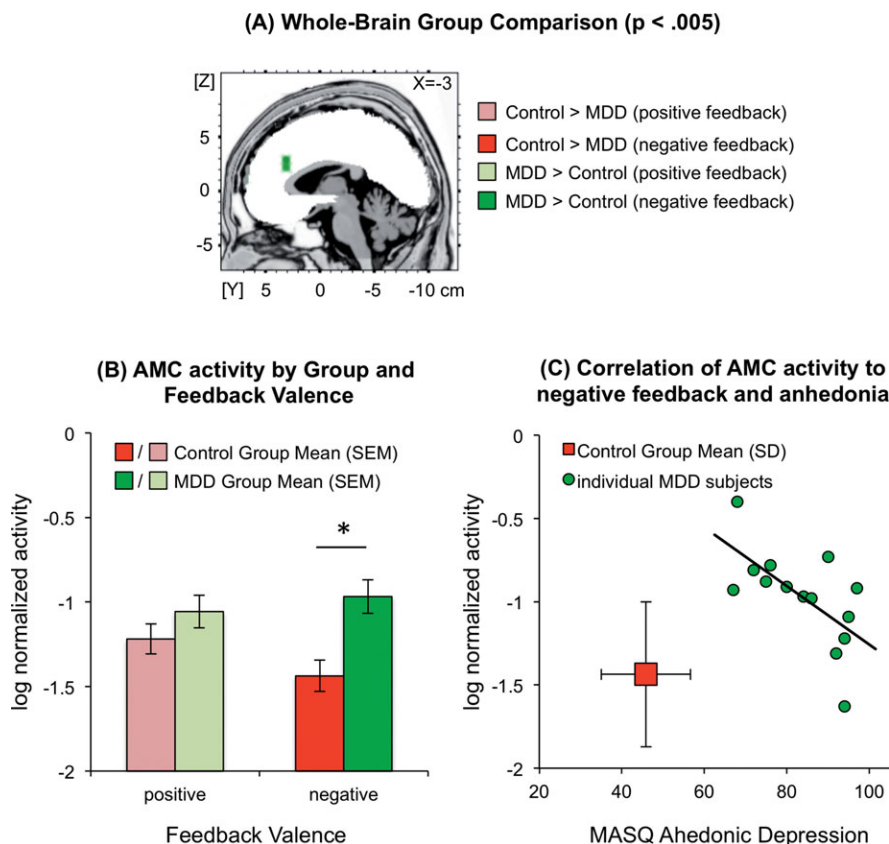 (A) Whole-Brain Group Comparison (p < .005)
[Z]
X=-3
5
0
-5
[Y] 5 0 -5 -10 cm
Control > MDD (positive feedback)
Control > MDD (negative feedback)
MDD > Control (positive feedback)
MDD > Control (negative feedback)
(B) AMC activity by Group and
Feedback Valence
0
-0.5
-1
-1.5
-2
log normalized activity
/ Control Group Mean (SEM)
/ MDD Group Mean (SEM)
*
positive negative
Feedback Valence
(C) Correlation of AMC activity to
negative feedback and anhedonia
0
-0.5
-1
-1.5
-2
log normalized activity
Control Group Mean (SD)
individual MDD subjects
20 40 60 80 100
MASQ Ahedonic Depression